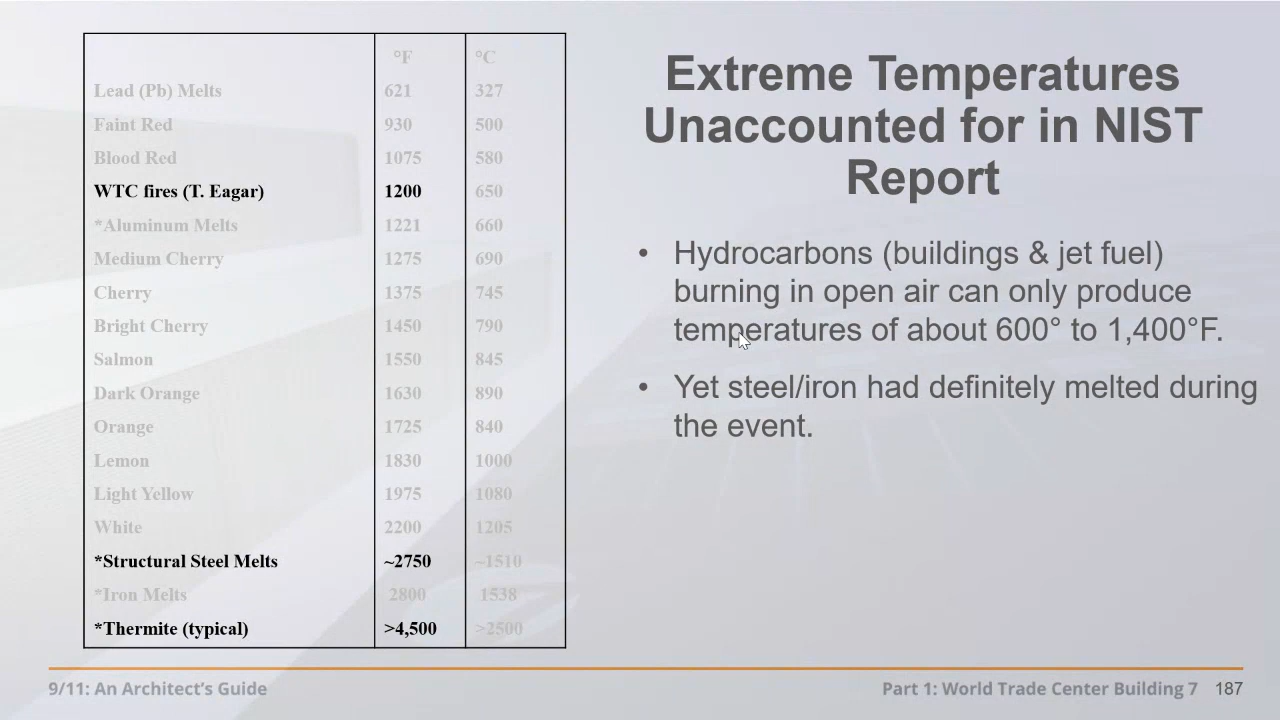 °F °C
Lead (Pb) Melts 621 327
Faint Red 930 500
Blood Red 1075 580
WTC fires (T. Eagar) 1200 650
*Aluminum Melts 1221 660
Medium Cherry 1275 690
Cherry 1375 745
Bright Cherry 1450 790
Salmon 1550 845
Dark Orange 1630 890
Orange 1725 840
Lemon 1830 1000
Light Yellow 1975 1080
White 2200 1205
*Structural Steel Melts ~2750 ~1510
*Iron Melts 2800 1538
*Thermite (typical) >4,500 >2500
Extreme Temperatures
Unaccounted for in NIST
Report
• Hydrocarbons (buildings & jet fuel)
burning in open air can only produce
temperatures of about 600° to 1,400°F.
• Yet steel/iron had definitely melted during
the event.
9/11: An Architect's Guide
Part 1: World Trade Center Building 7 187